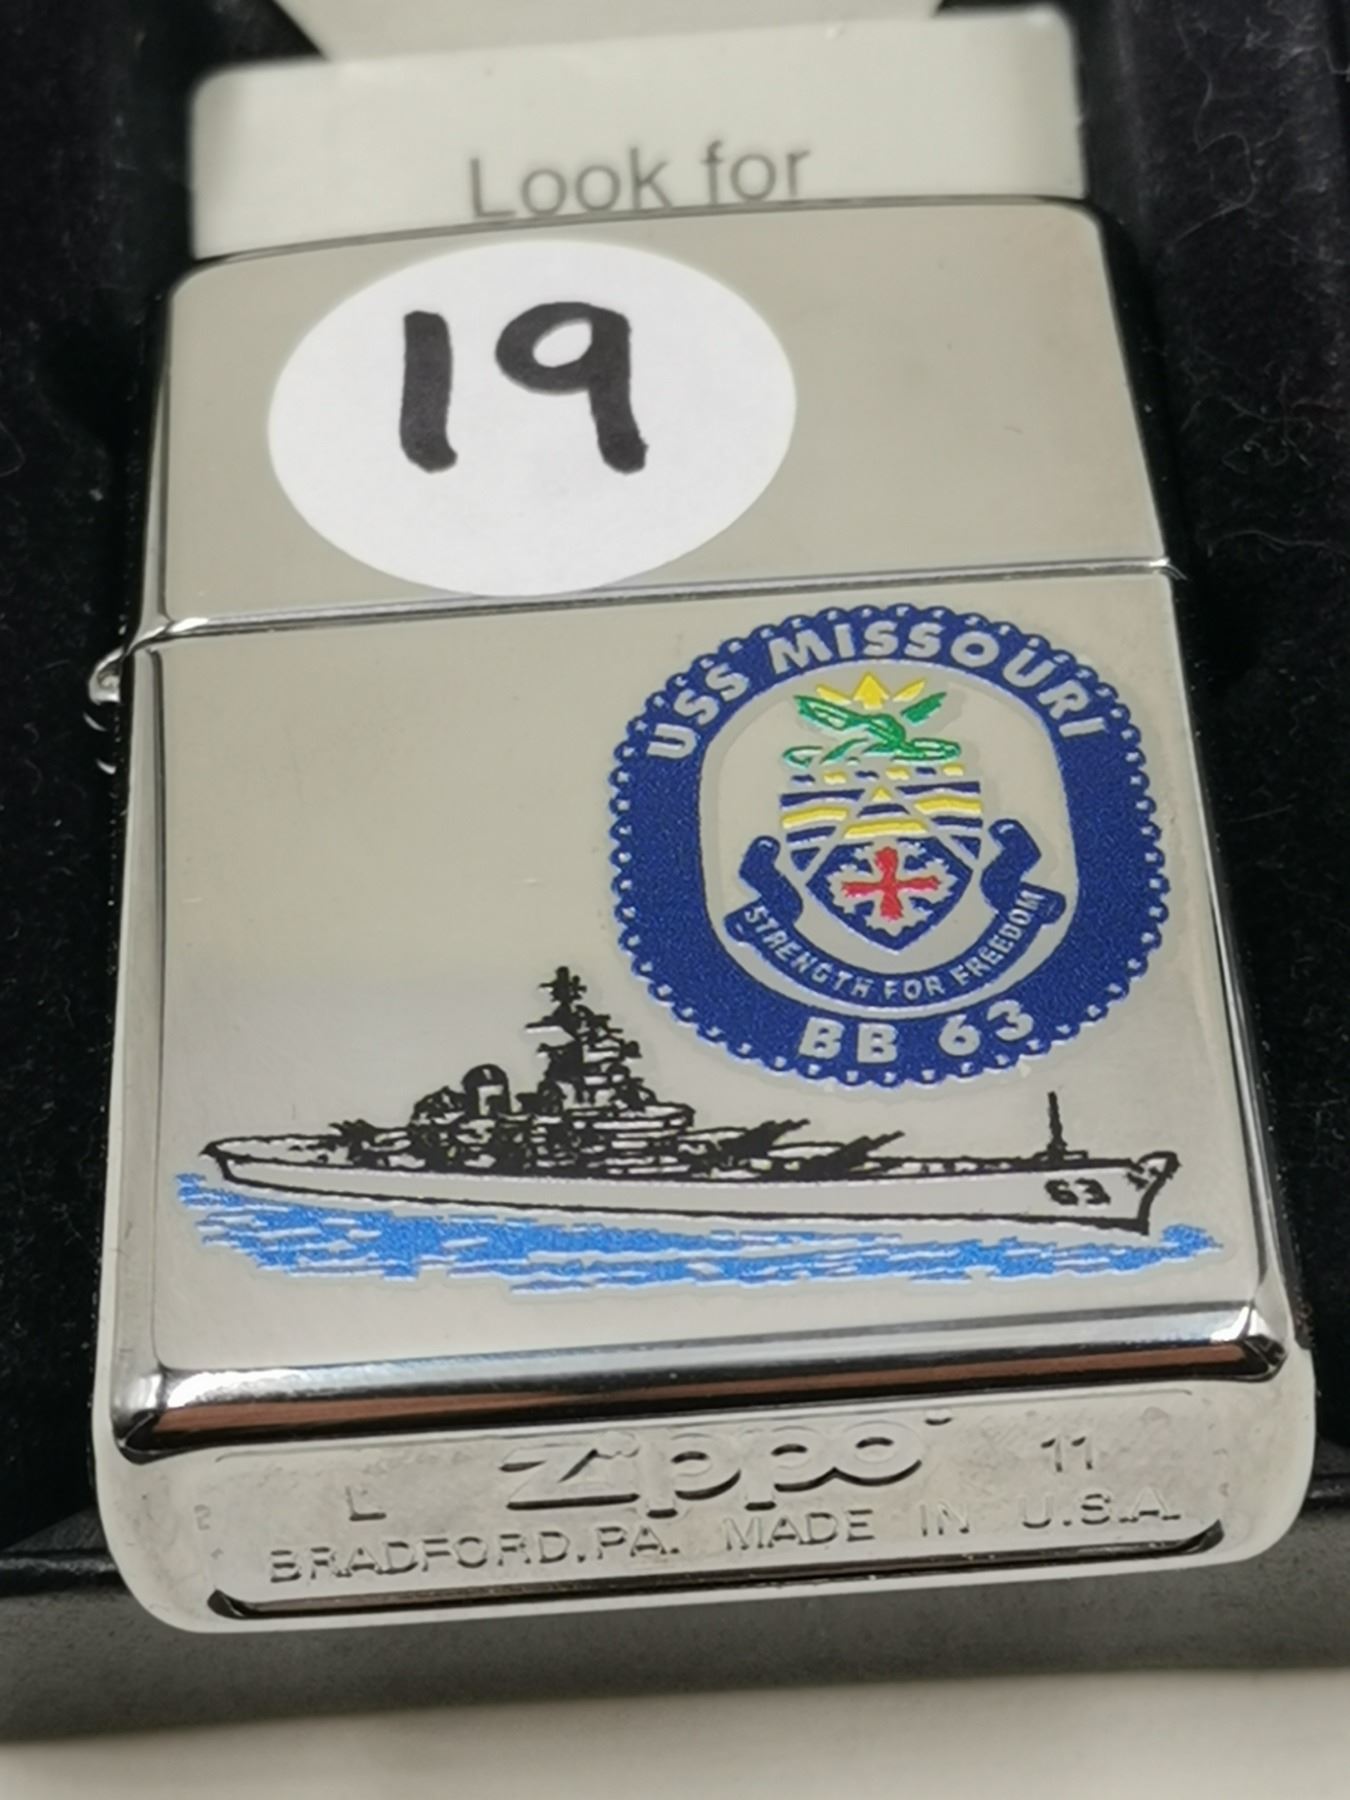 Look for
19
USS MISSOURI
STRENGTH FOR FREEDOM
BB 63
63
L Zippo 11
BRADFORD, PA. MADE IN U.S.A.